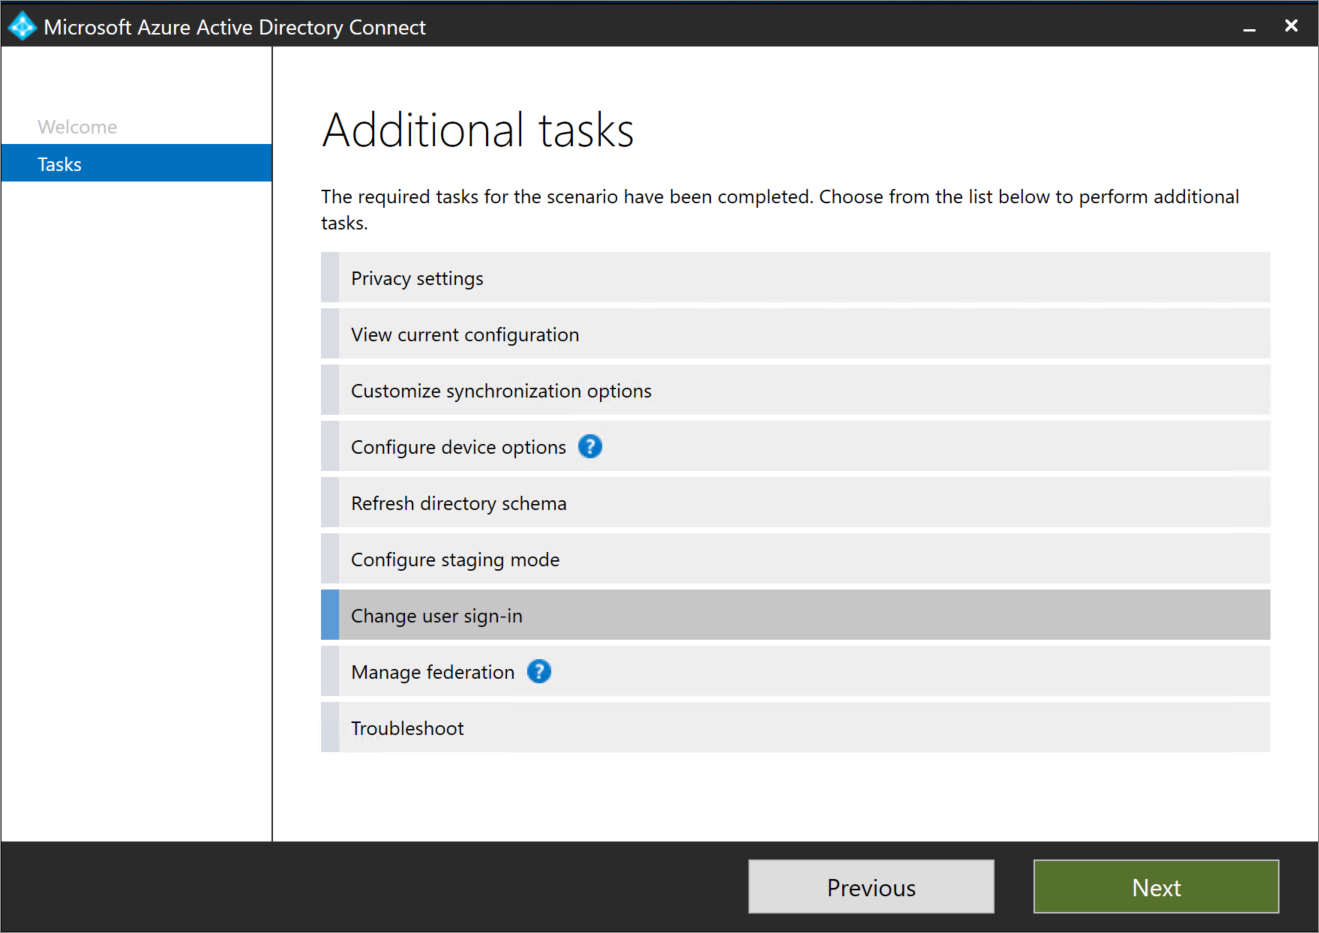 Microsoft Azure Active Directory Connect
Welcome
Tasks
Additional tasks
The required tasks for the scenario have been completed. Choose from the list below to perform additional
tasks.
Privacy settings
View current configuration
Customize synchronization options
Configure device options ?
Refresh directory schema
Configure staging mode
Change user sign-in
Manage federation ?
Troubleshoot
Previous
Next